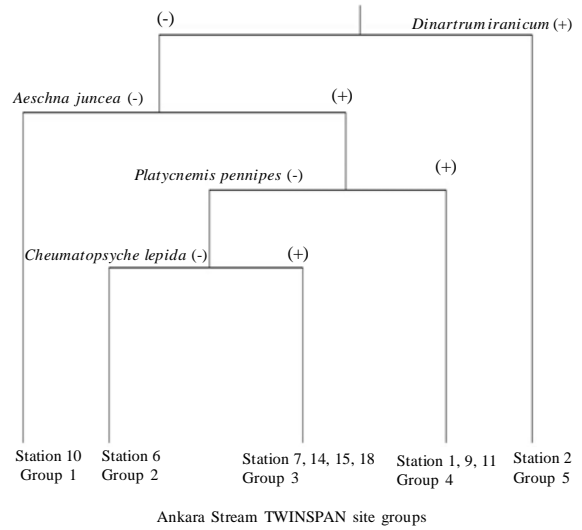 (-)
Dinartrum iranicum (+)
Aeschna juncea (-)
(+)
Platycnemis pennipes (-)
(+)
Cheumatopsyche lepida (-)
(+)
Station 10
Group 1
Station 6
Group 2
Station 7, 14, 15, 18
Group 3
Station 1, 9, 11
Group 4
Station 2
Group 5
Ankara Stream TWINSPAN site groups